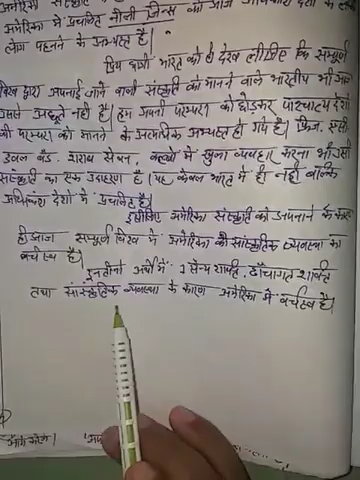 अमेरिका में प्रचलित नीली जिन्स को आज अधिकांश देशों के
लोग पहनने के अभ्यस्त है।
प्रिय छात्रों भारत को ही देख लीजिए कि सम्पूर्ण
विश्व द्वारा अपनाई जाने वाली संस्कृति को मानने वाले भारतीय भी
उससे अछूते नहीं है। हम अपनी परम्परा को छोड़कर पाश्चात्य देशों
की परम्परा को मानने के अत्यधिक अभ्यस्त हो गये है। फ्रिज,
डबल बैड, शराब सेवन, में खुला व्यवहार करना भी उसी
संस्कृति का एक उदाहरण है। यह केवल भारत में ही नहीं बल्कि
अधिकांश देशों में प्रचलित है।
इसीलिए अमेरिका संस्कृति को अपनाने के कारण
ही आज सम्पूर्ण विश्व में अमेरिका की सांस्कृतिक व्यवस्था का
वर्चस्व है।
इन तीनों अर्थों में सैन्य शक्ति, ढाँचागत शक्ति
तथा सांस्कृतिक व्यवस्था के कारण अमेरिका में वर्चस्व है।